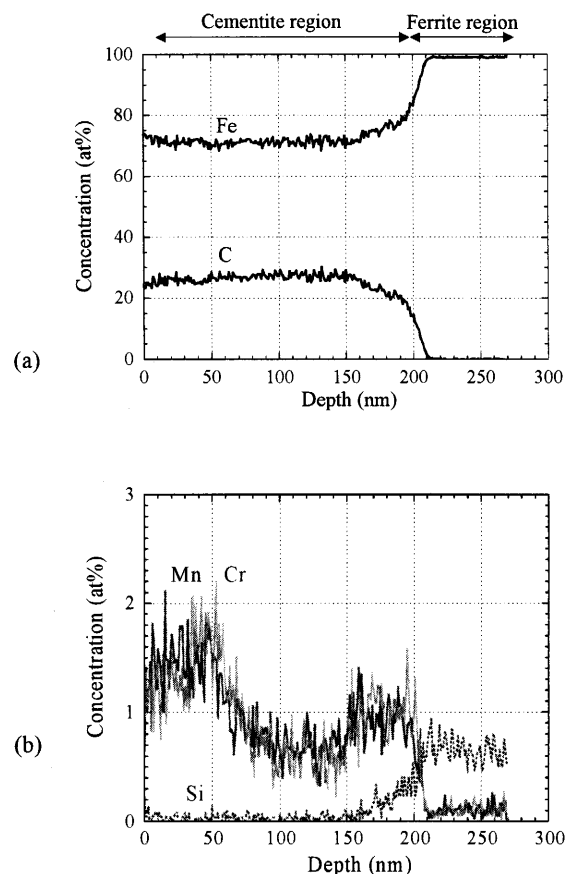 Cementite region Ferrite region
100
80
60
40
20
0
Concentration (at%)
Fe
C
(a)
0 50 100 150 200 250 300
Depth (nm)
3
2
1
0
Concentration (at%)
Mn Cr
Si
(b)
0 50 100 150 200 250 300
Depth (nm)